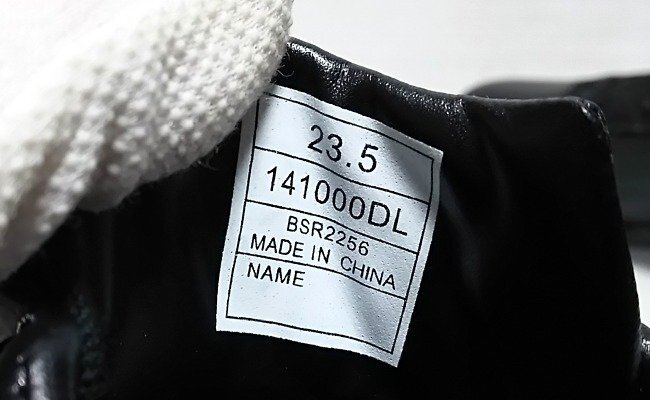 23.5
141000DL
BSR2256
MADE IN CHINA
NAME